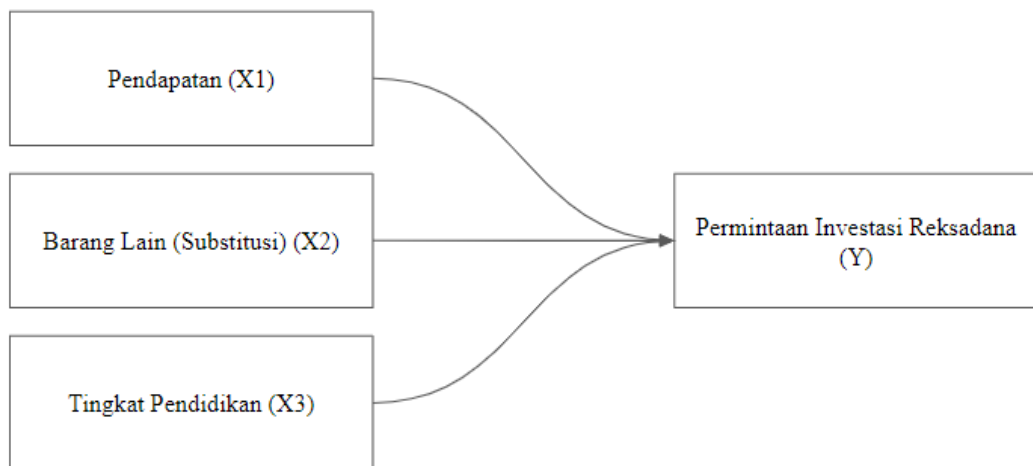 Pendapatan (X1)
Barang Lain (Substitusi) (X2)
Permintaan Investasi Reksadana
(Y)
Tingkat Pendidikan (X3)